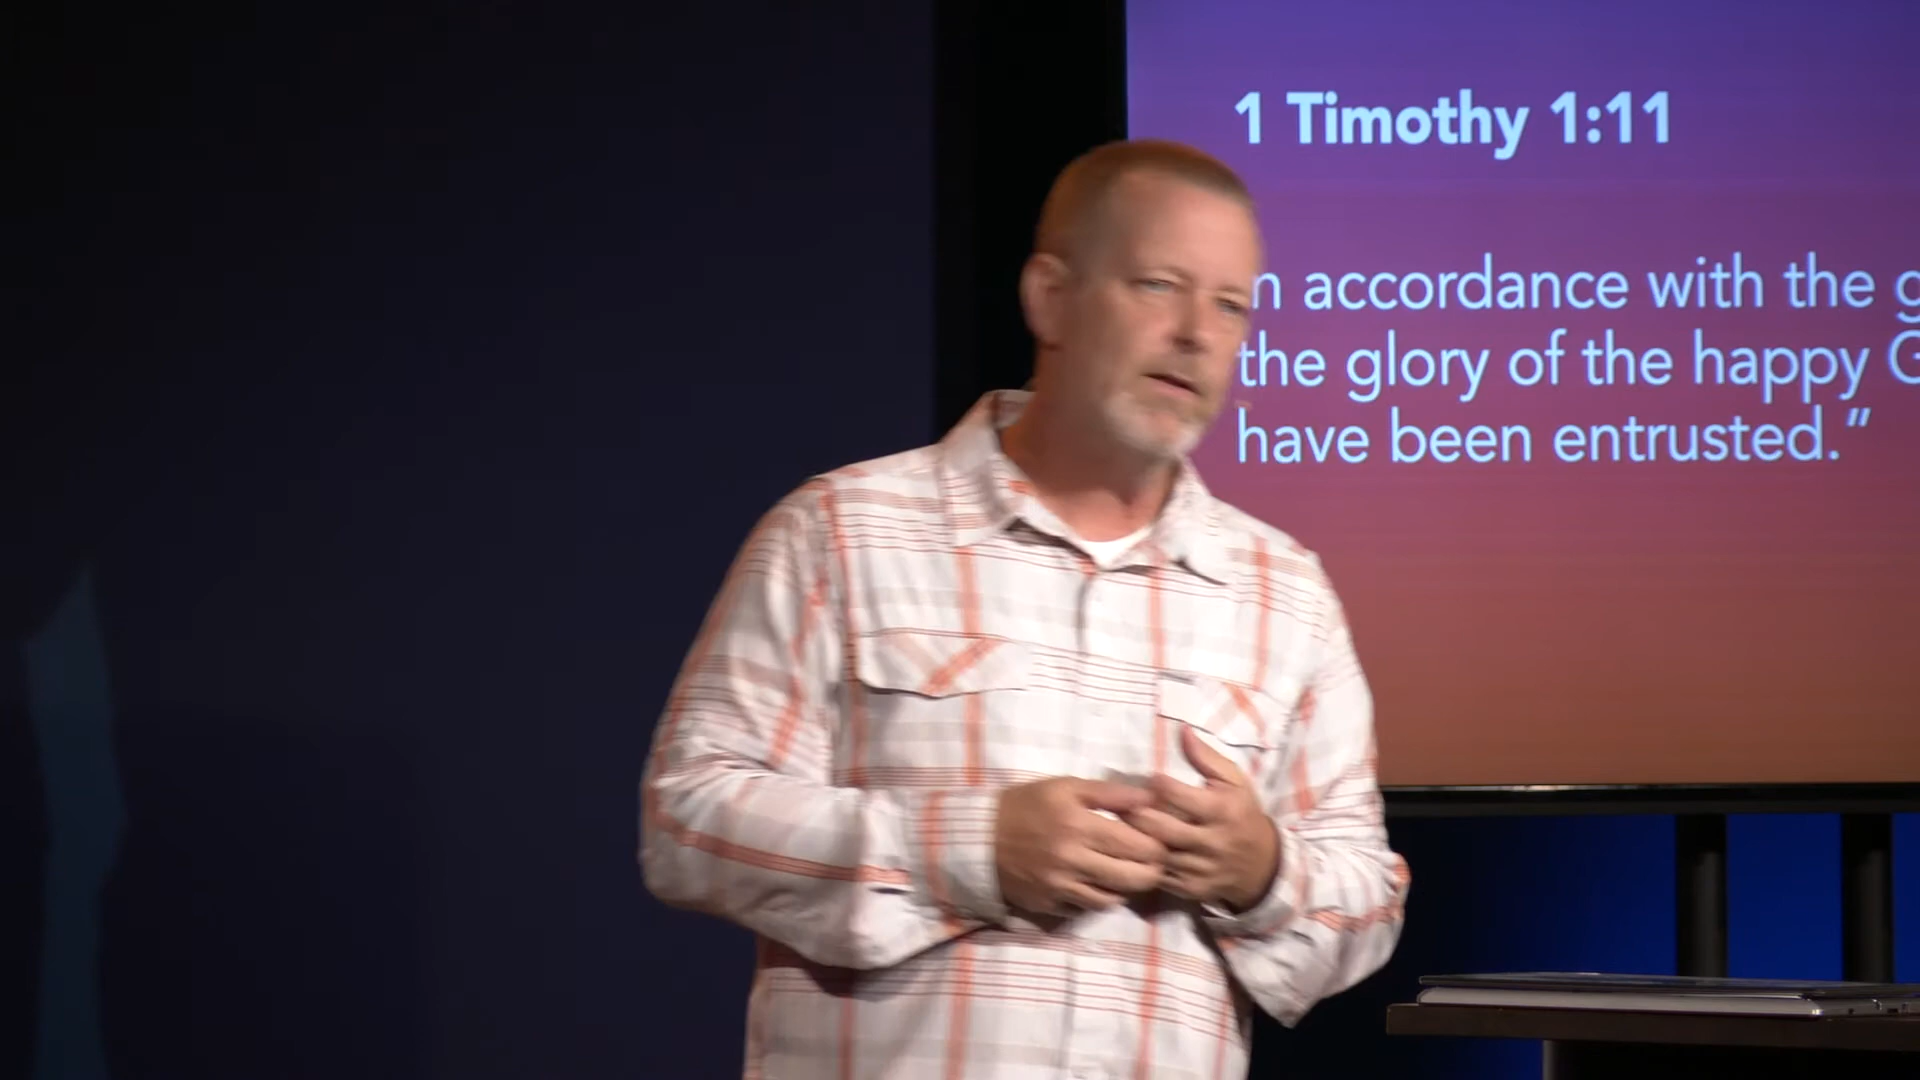 1 Timothy 1:11
accordance with the
the glory of the happy
have been entrusted.”